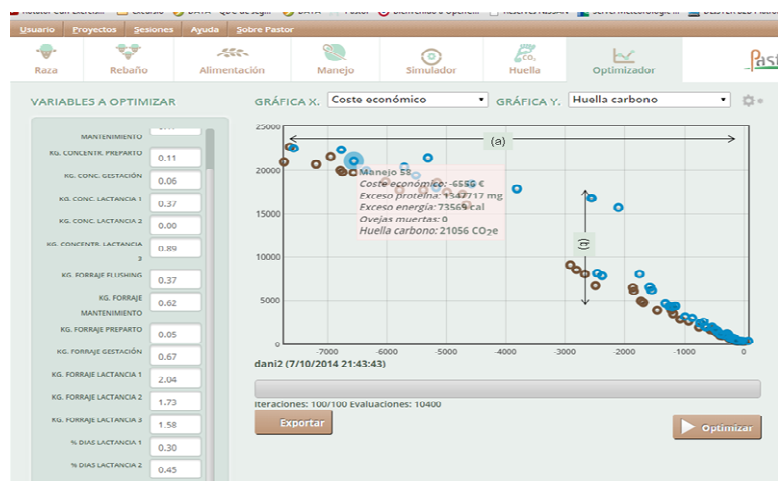 Usuario Proyectos Sesiones Ayuda Sobre Pastor
Raza Rebaño Alimentación Manejo Simulador Huella Optimizador
CO₂
Past
VARIABLES A OPTIMIZAR
GRÁFICA X. Coste económico GRÁFICA Y. Huella carbono
MANTENIMIENTO
KG. CONCENTR. PREPARTO 0.11
KG. CONC. GESTACIÓN 0.06
KG. CONC. LACTANCIA 1 0.37
KG. CONC. LACTANCIA 2 0.00
KG. CONCENTR. LACTANCIA 0.89
3
KG. FORRAJE FLUSHING 0.37
KG. FORRAJE 0.62
MANTENIMIENTO
KG. FORRAJE PREPARTO 0.05
KG. FORRAJE GESTACIÓN 0.67
KG. FORRAJE LACTANCIA 1 2.04
KG. FORRAJE LACTANCIA 2 1.73
KG. FORRAJE LACTANCIA 3 1.58
% DIAS LACTANCIA 1 0.30
% DIAS LACTANCIA 2 0.45
25000
20000
15000
10000
5000
0
(a)
Manejo 58
Coste económico: -6556 €
Exceso proteína: 1347717 mg
Exceso energía: 73569 cal
Ovejas muertas: 0
Huella carbono: 21056 CO₂e
-7000 -6000 -5000 -4000 -3000 -2000 -1000 0
dani2 (7/10/2014 21:43:43)
Iteraciones: 100/100 Evaluaciones: 10400
Exportar
Optimizar